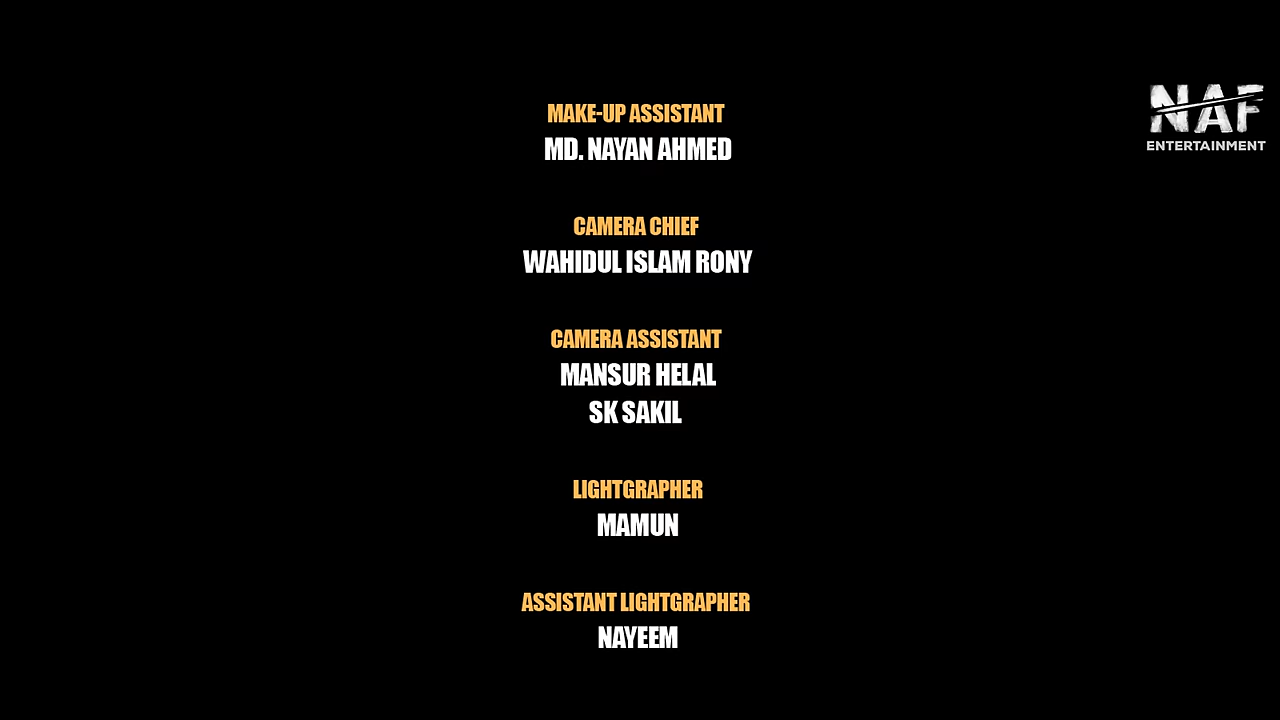 MAKE-UP ASSISTANT
MD. NAYAN AHMED
CAMERA CHIEF
WAHIDUL ISLAM RONY
CAMERA ASSISTANT
MANSUR HELAL
SK SAKIL
LIGHTGRAPHER
MAMUN
ASSISTANT LIGHTGRAPHER
NAYEEM
NAF
ENTERTAINMENT